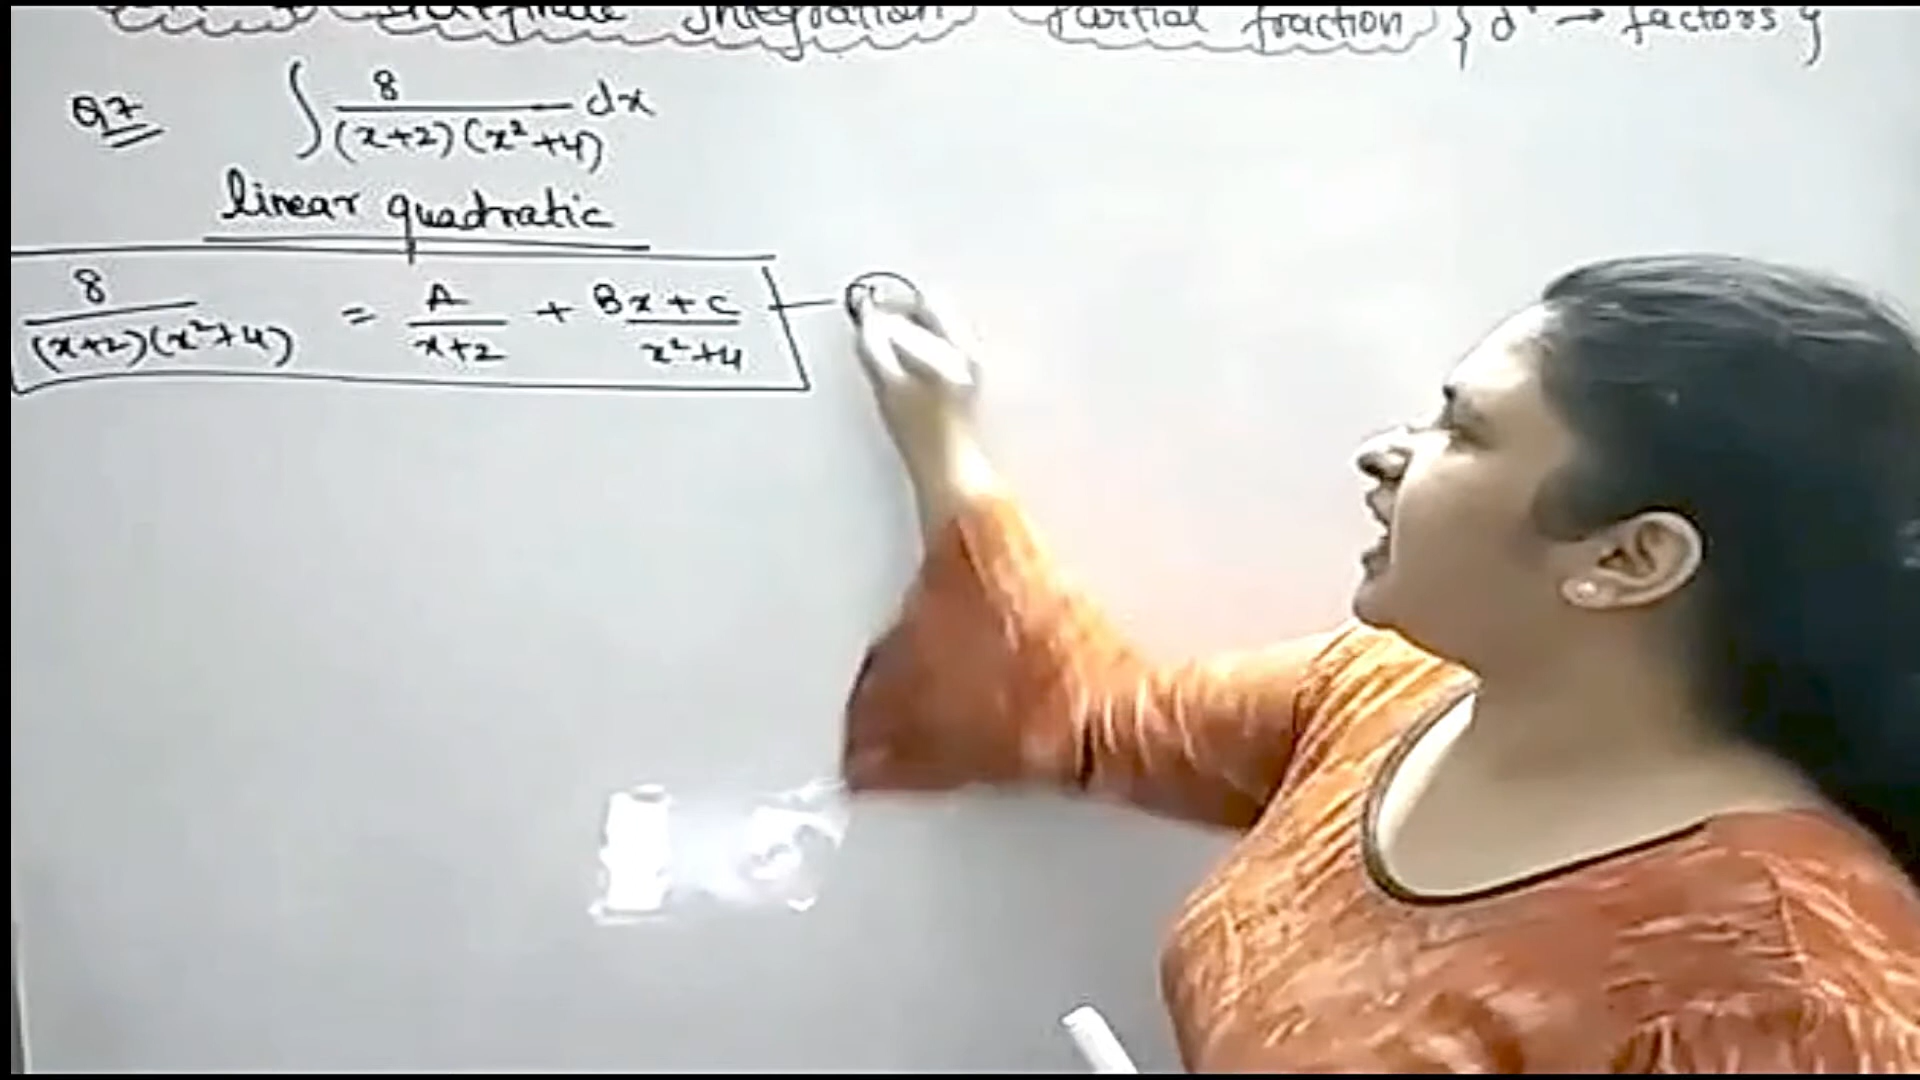 Integration Partial fraction { d^r → factors }
Q7 ∫ 8/((x+2)(x²+4)) dx
linear quadratic
8/((x+2)(x²+4)) = A/(x+2) + (Bx+C)/(x²+4)